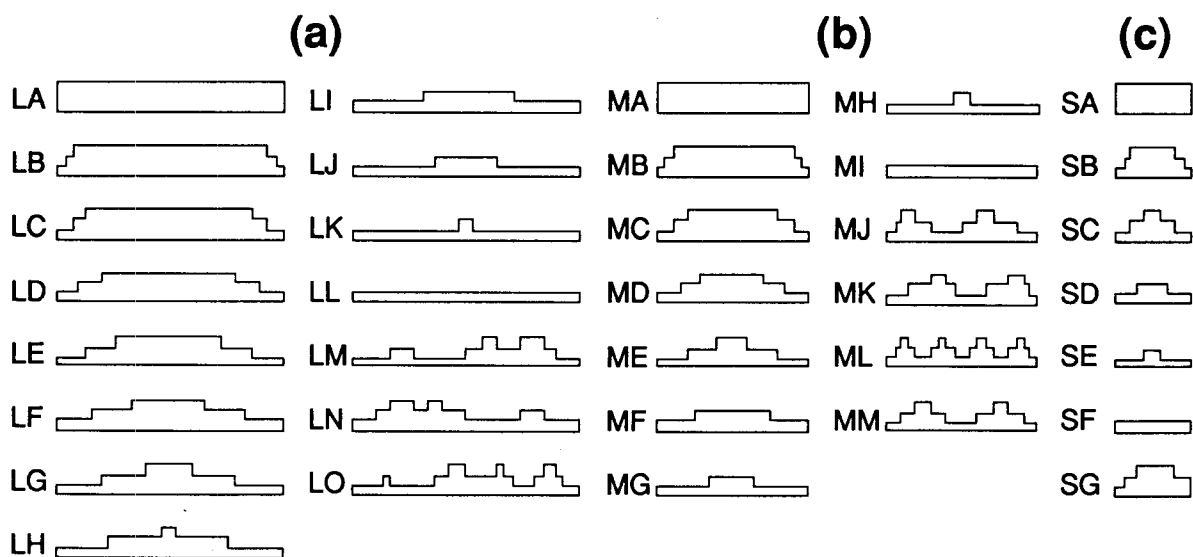 (a) (b) (c)
LA LI MA MH SA
LB LJ MB MI SB
LC LK MC MJ SC
LD LL MD MK SD
LE LM ME ML SE
LF LN MF MM SF
LG LO MG SG
LH